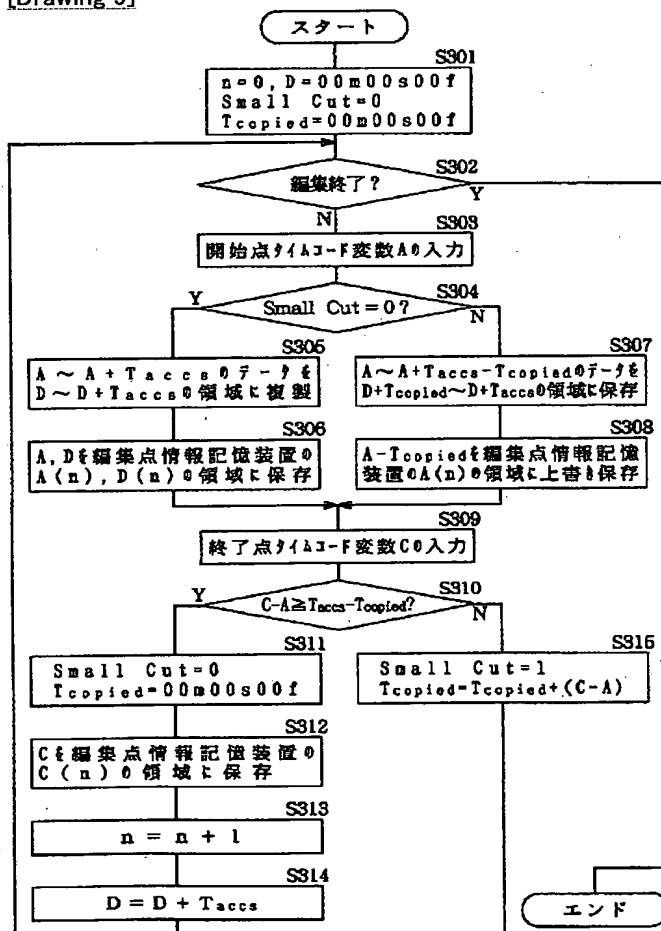 スタート
S301
n=0, D=00m00s00f
Small Cut=0
Tcopied=00m00s00f
S302
編集終了?
Y
N
S303
開始点タイムコード変数Aの入力
S304
Y
Small Cut=0?
N
S305
A ~ A + Taccsのデータを
D ~ D + Taccsの領域に複製
S307
A ~ A+Taccs-Tcopiedのデータを
D+Tcopied~D+Taccsの領域に保存
S306
A, Dを編集点情報記憶装置の
A(n), D(n)の領域に保存
S308
A-Tcopiedを編集点情報記憶
装置のA(n)の領域に上書き保存
S309
終了点タイムコード変数Cの入力
S310
Y
C-A≧Taccs-Tcopied?
N
S311
Small Cut=0
Tcopied=00m00s00f
S315
Small Cut=1
Tcopied=Tcopied+(C-A)
S312
Cを編集点情報記憶装置の
C(n)の領域に保存
S313
n = n + 1
S314
D = D + Taccs
エンド